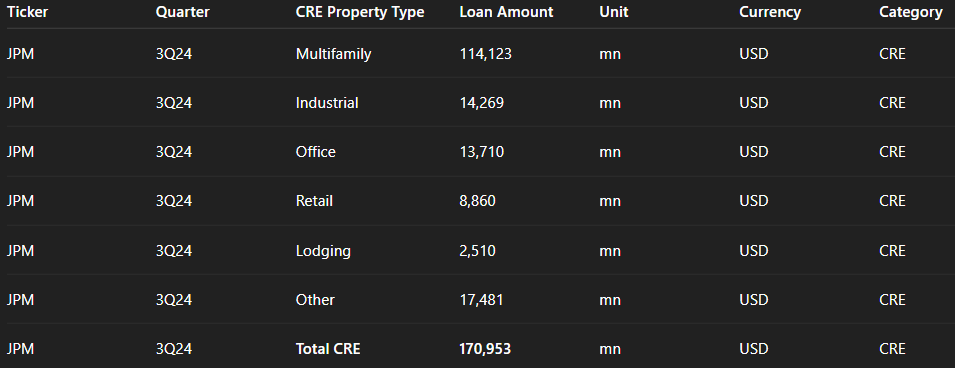 Ticker Quarter CRE Property Type Loan Amount Unit Currency Category
JPM 3Q24 Multifamily 114,123 mn USD CRE
JPM 3Q24 Industrial 14,269 mn USD CRE
JPM 3Q24 Office 13,710 mn USD CRE
JPM 3Q24 Retail 8,860 mn USD CRE
JPM 3Q24 Lodging 2,510 mn USD CRE
JPM 3Q24 Other 17,481 mn USD CRE
JPM 3Q24 Total CRE 170,953 mn USD CRE